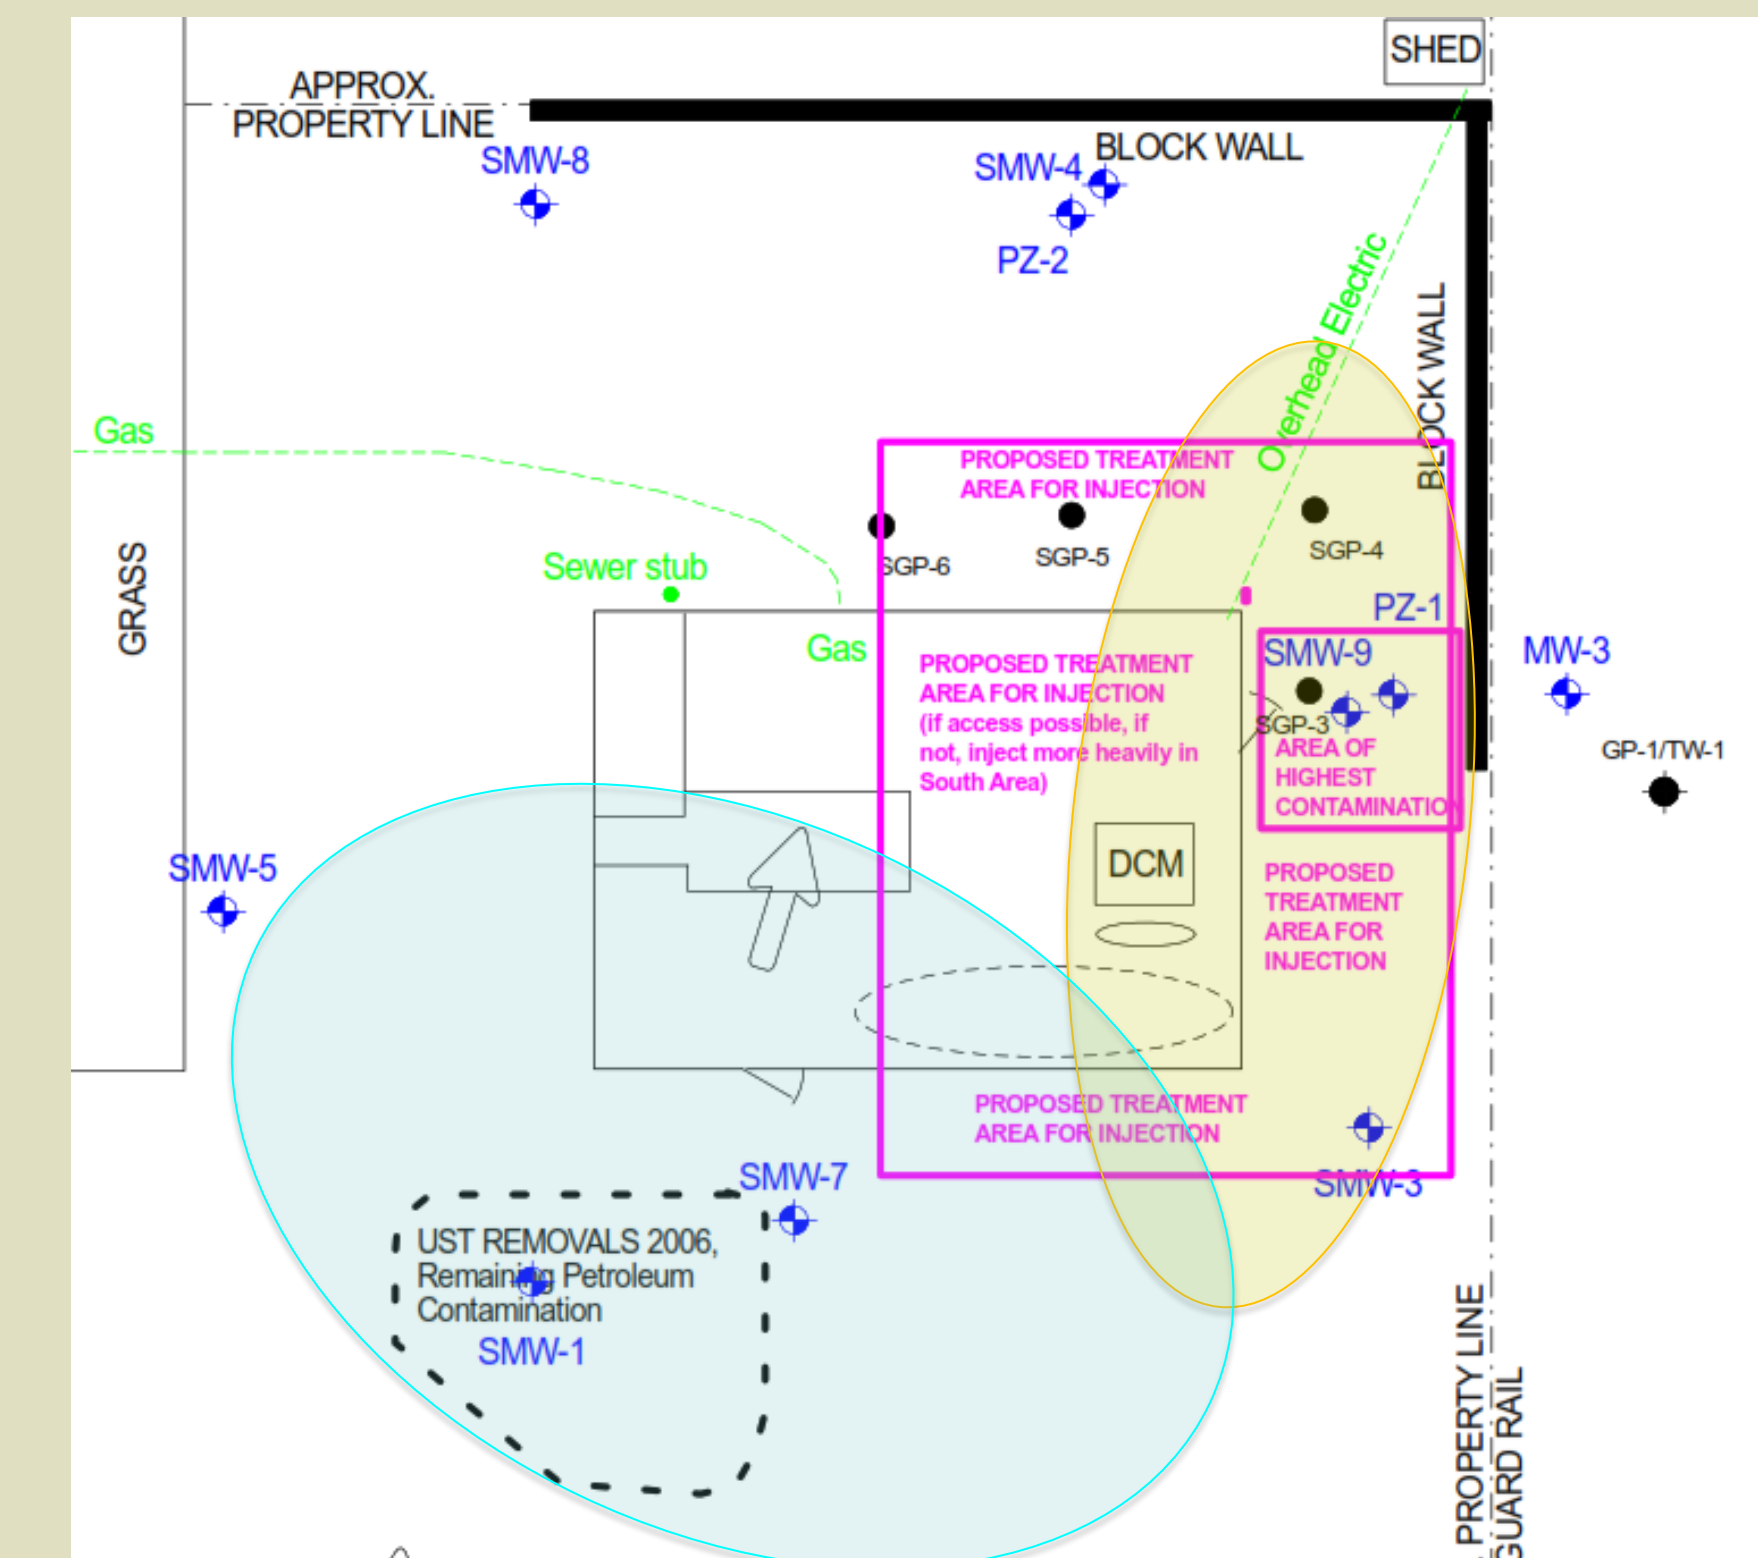 SHED
APPROX.
PROPERTY LINE
BLOCK WALL
SMW-8
SMW-4
PZ-2
Overhead Electric
BLOCK WALL
Gas
PROPOSED TREATMENT
AREA FOR INJECTION
SGP-6
SGP-5
SGP-4
Sewer stub
GRASS
PZ-1
Gas
PROPOSED TREATMENT
AREA FOR INJECTION
(if access possible, if
not, inject more heavily in
South Area)
SMW-9
SGP-3
AREA OF
HIGHEST
CONTAMINATION
MW-3
GP-1/TW-1
SMW-5
DCM
PROPOSED
TREATMENT
AREA FOR
INJECTION
PROPOSED TREATMENT
AREA FOR INJECTION
SMW-3
SMW-7
UST REMOVALS 2006,
Remaining Petroleum
Contamination
SMW-1
PROPERTY LINE
GUARD RAIL